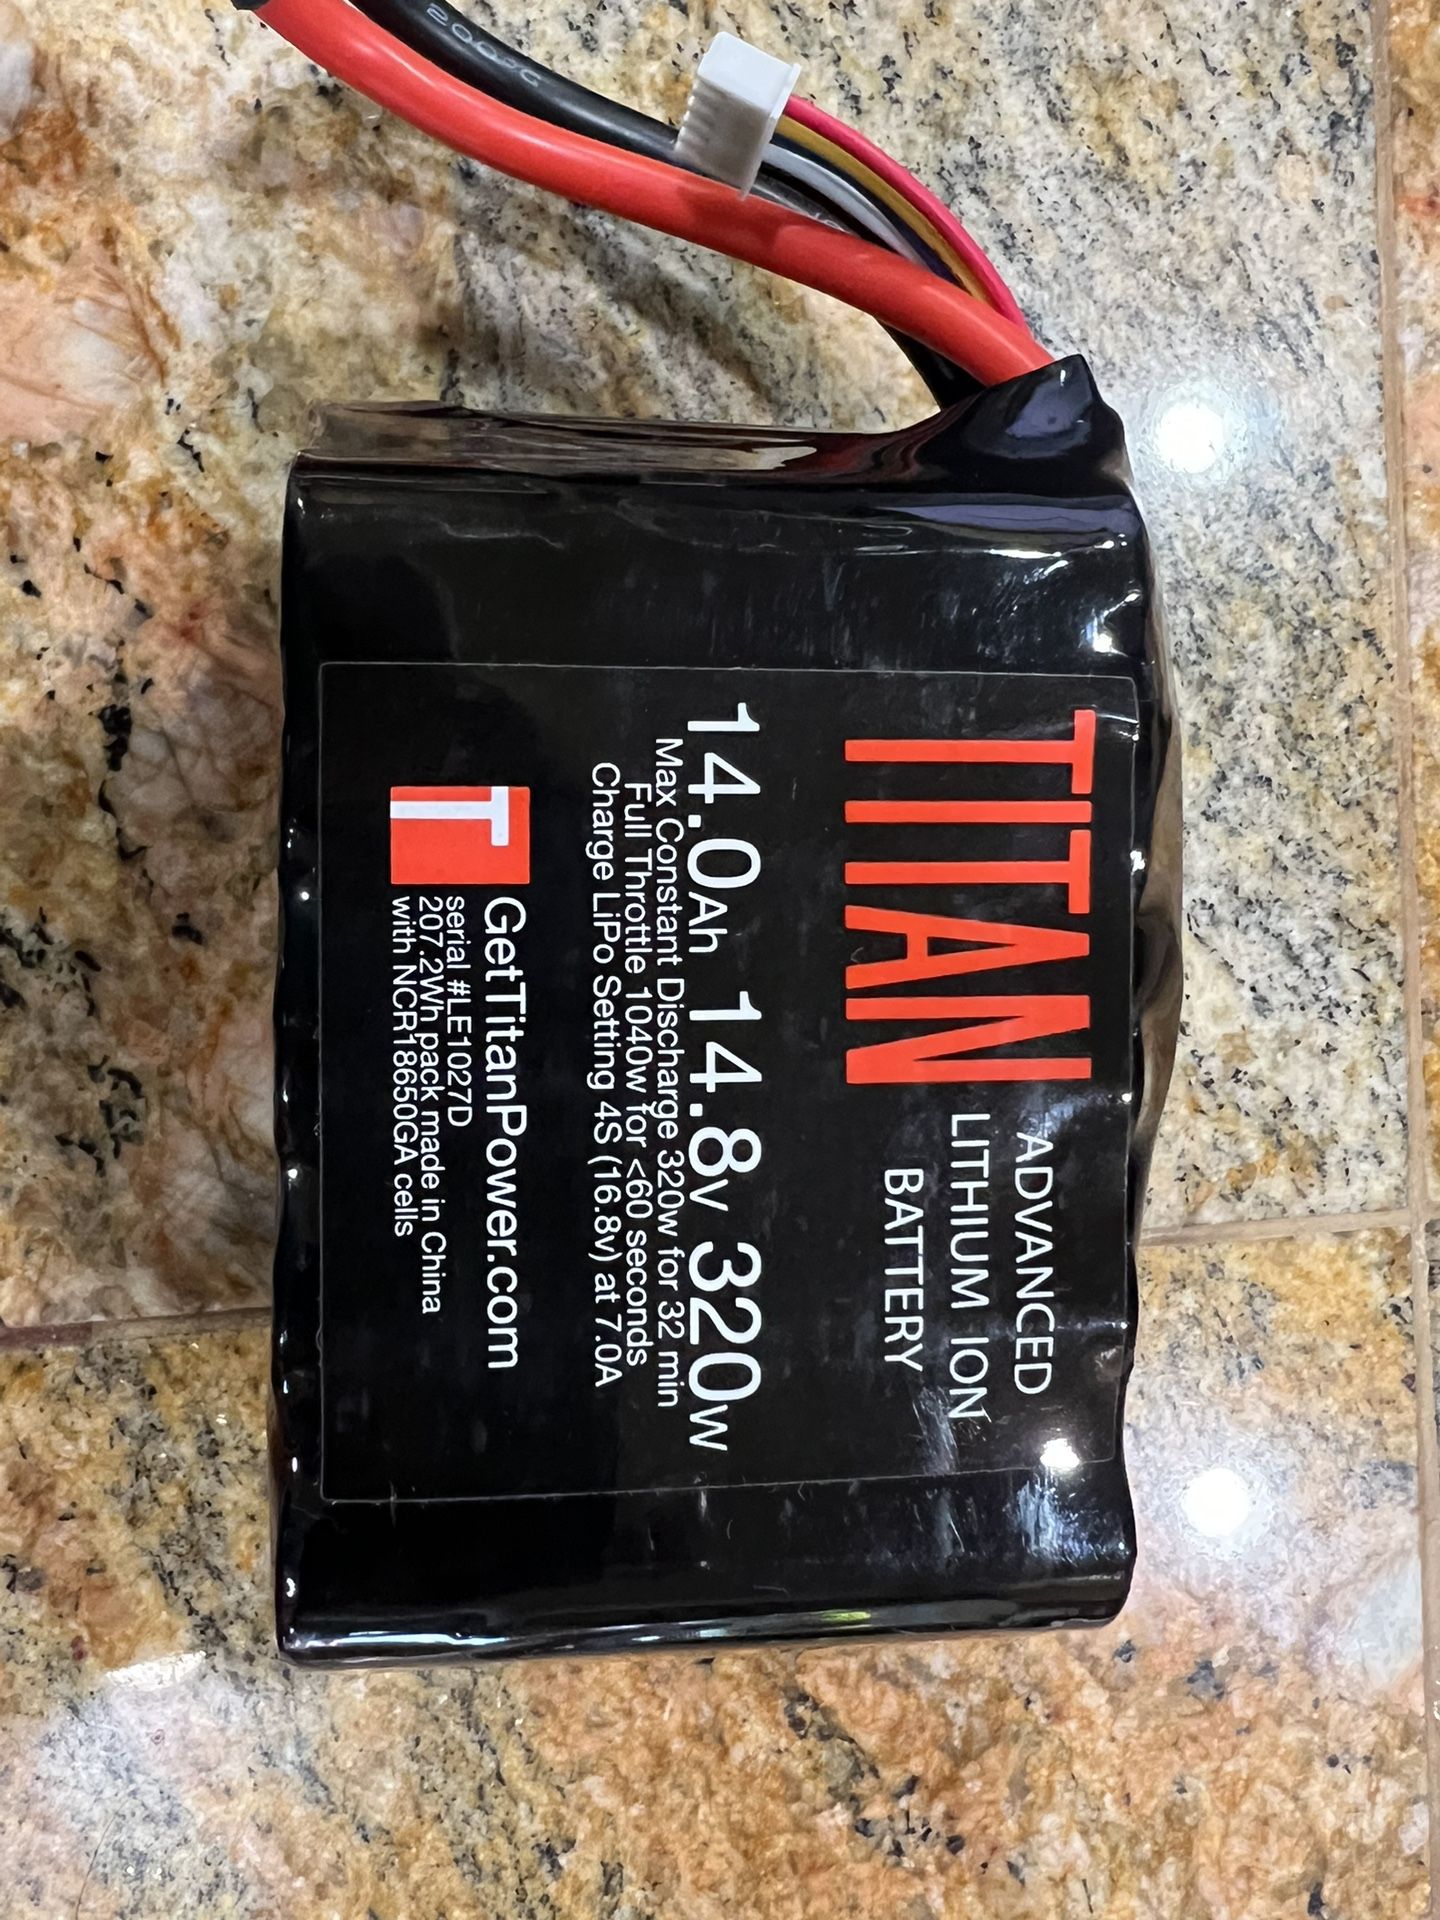 TITAN
ADVANCED
LITHIUM ION
BATTERY
14.0Ah 14.8v 320w
Max Constant Discharge 320w for 32 min
Full Throttle 1040w for <60 seconds
Charge LiPo Setting 4S (16.8v) at 7.0A
T
GetTitanPower.com
serial #LE1027D
207.2Wh pack made in China
with NCR18650GA cells
200°C